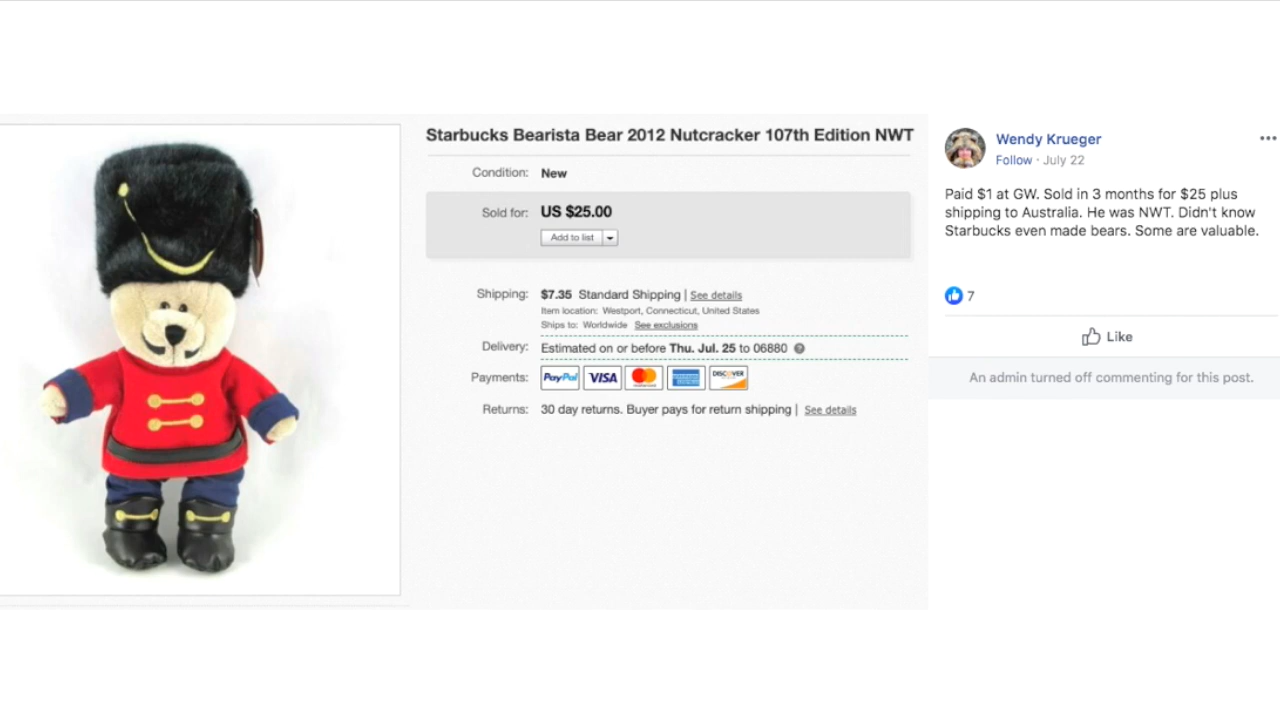 Starbucks Bearista Bear 2012 Nutcracker 107th Edition NWT
Condition: New
Sold for: US $25.00
Add to list
Shipping: $7.35 Standard Shipping | See details
Item location: Westport, Connecticut, United States
Ships to: Worldwide See exclusions
Delivery: Estimated on or before Thu. Jul. 25 to 06880 ?
Payments: PayPal VISA MasterCard AMERICAN EXPRESS DISCOVER
Returns: 30 day returns. Buyer pays for return shipping | See details
Wendy Krueger
Follow · July 22
Paid $1 at GW. Sold in 3 months for $25 plus
shipping to Australia. He was NWT. Didn't know
Starbucks even made bears. Some are valuable.
7
Like
An admin turned off commenting for this post.